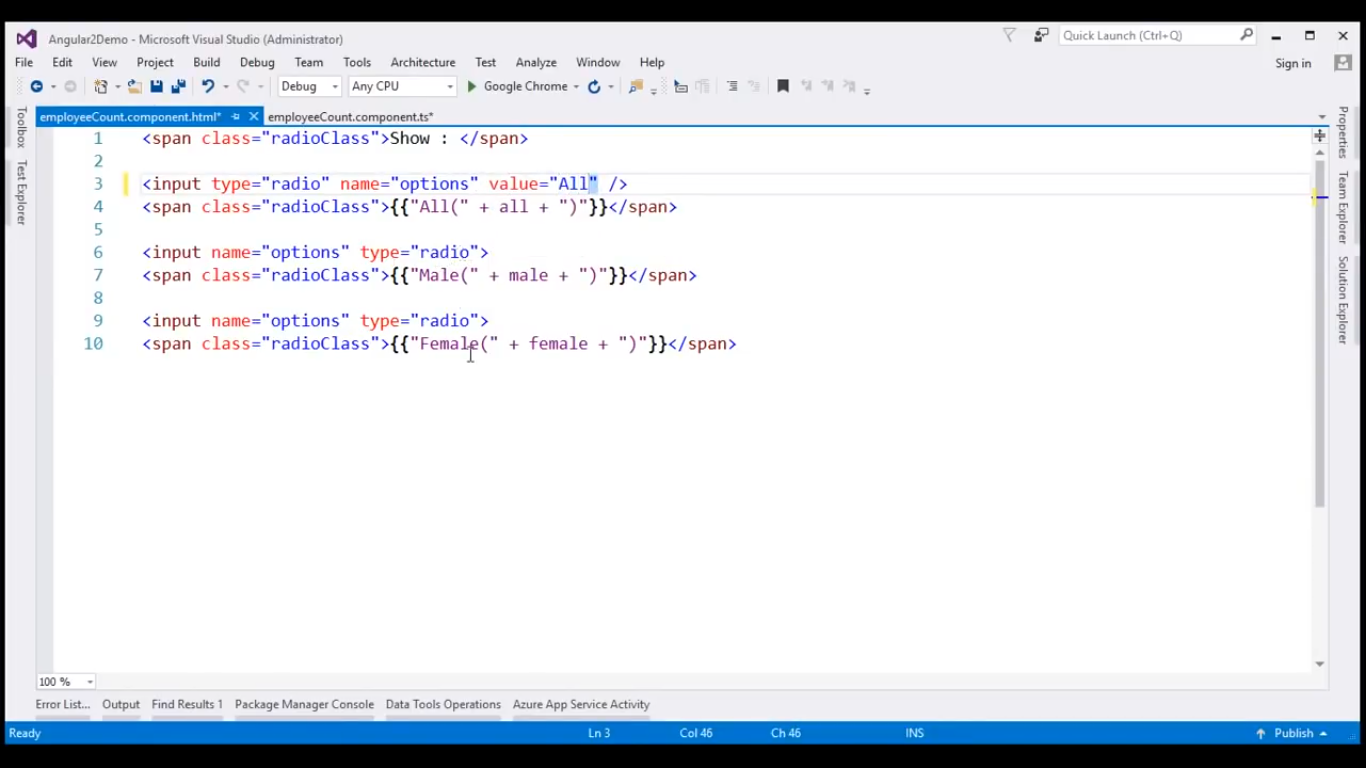 Angular2Demo - Microsoft Visual Studio (Administrator)
Quick Launch (Ctrl+Q)
File Edit View Project Build Debug Team Tools Architecture Test Analyze Window Help
Sign in
Debug Any CPU Google Chrome
employeeCount.component.html* employeeCount.component.ts*
Toolbox
Test Explorer
1 <span class="radioClass">Show : </span>
2
3 <input type="radio" name="options" value="All" />
4 <span class="radioClass">{{"All(" + all + ")"}}</span>
5
6 <input name="options" type="radio">
7 <span class="radioClass">{{"Male(" + male + ")"}}</span>
8
9 <input name="options" type="radio">
10 <span class="radioClass">{{"Female(" + female + ")"}}</span>
Properties
Team Explorer
Solution Explorer
100 %
Error List... Output Find Results 1 Package Manager Console Data Tools Operations Azure App Service Activity
Ready Ln 3 Col 46 Ch 46 INS Publish